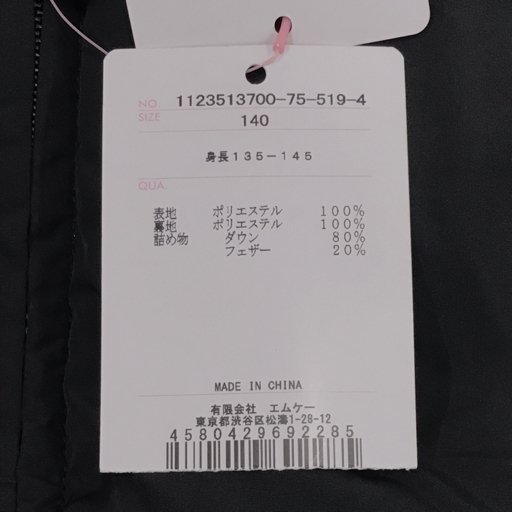 NO. 1123513700-75-519-4
SIZE 140
身長135-145
QUA.
表地 ポリエステル 100%
裏地 ポリエステル 100%
詰め物 ダウン 80%
フェザー 20%
MADE IN CHINA
有限会社 エムケー
東京都渋谷区松濤1-28-12
4580429692285